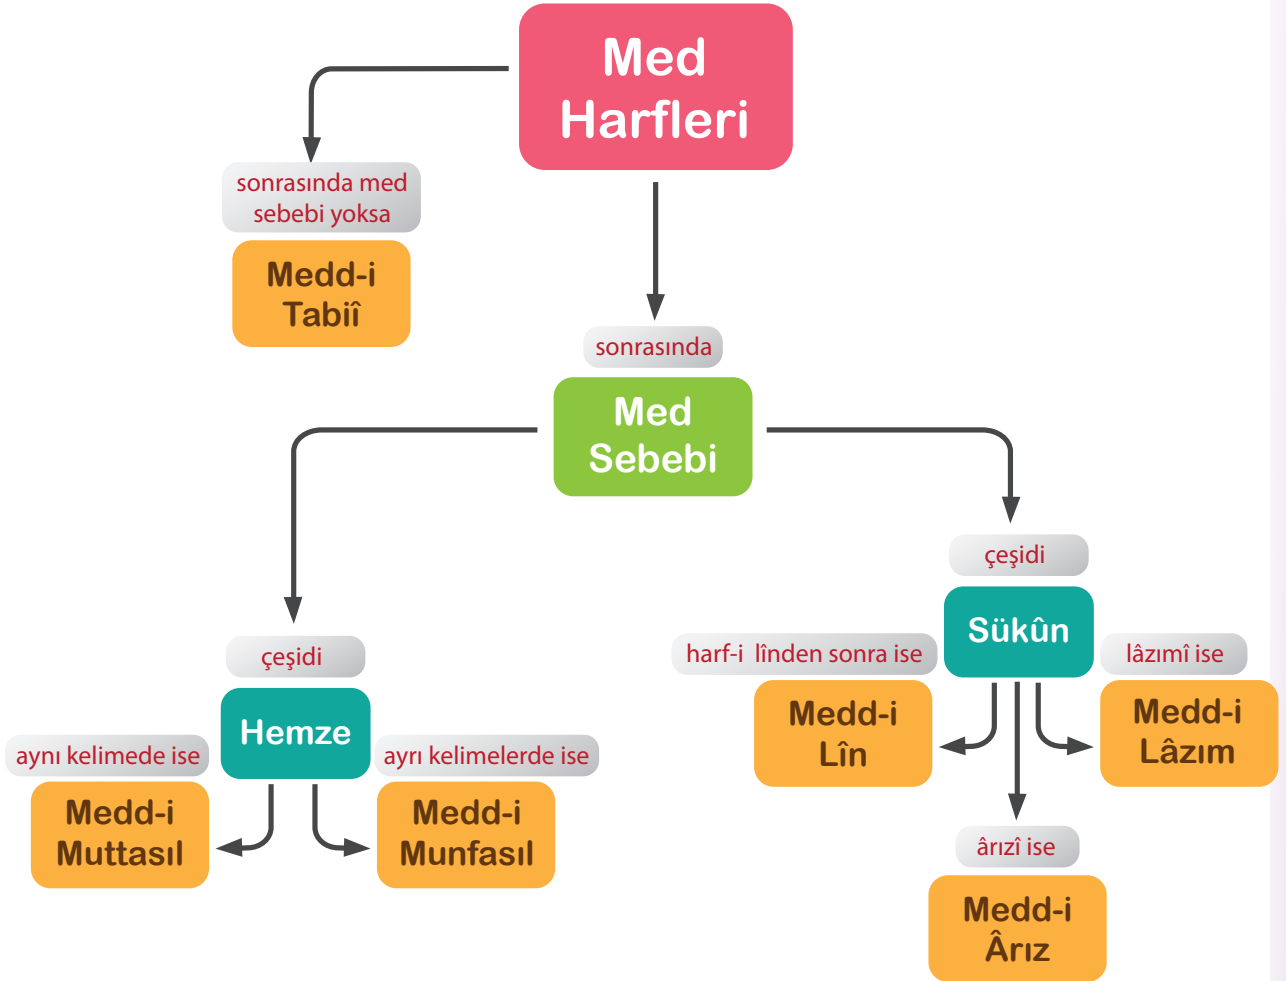 Med
Harfleri
sonrasında med
sebebi yoksa
Medd-i
Tabiî
sonrasında
Med
Sebebi
çeşidi
Hemze
aynı kelimede ise
Medd-i
Muttasıl
ayrı kelimelerde ise
Medd-i
Munfasıl
çeşidi
Sükûn
harf-i lînden sonra ise
Medd-i
Lîn
lâzımî ise
Medd-i
Lâzım
ârızî ise
Medd-i
Ârız